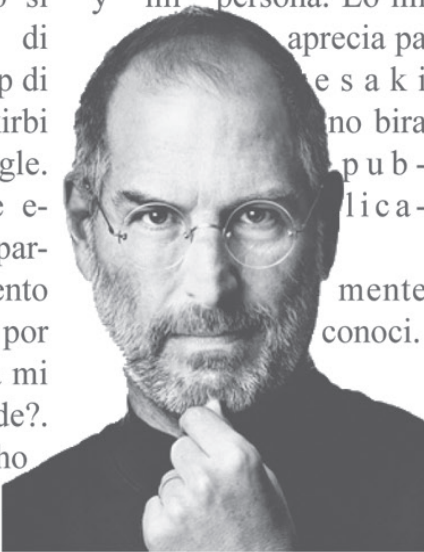 y mi persona. Lo mi
di aprecia pa
p di e s a k i
irbi no bira
gle. p u b -
e e- l i c a -
par-
ento mente
por conoci.
mi
de?.
ho